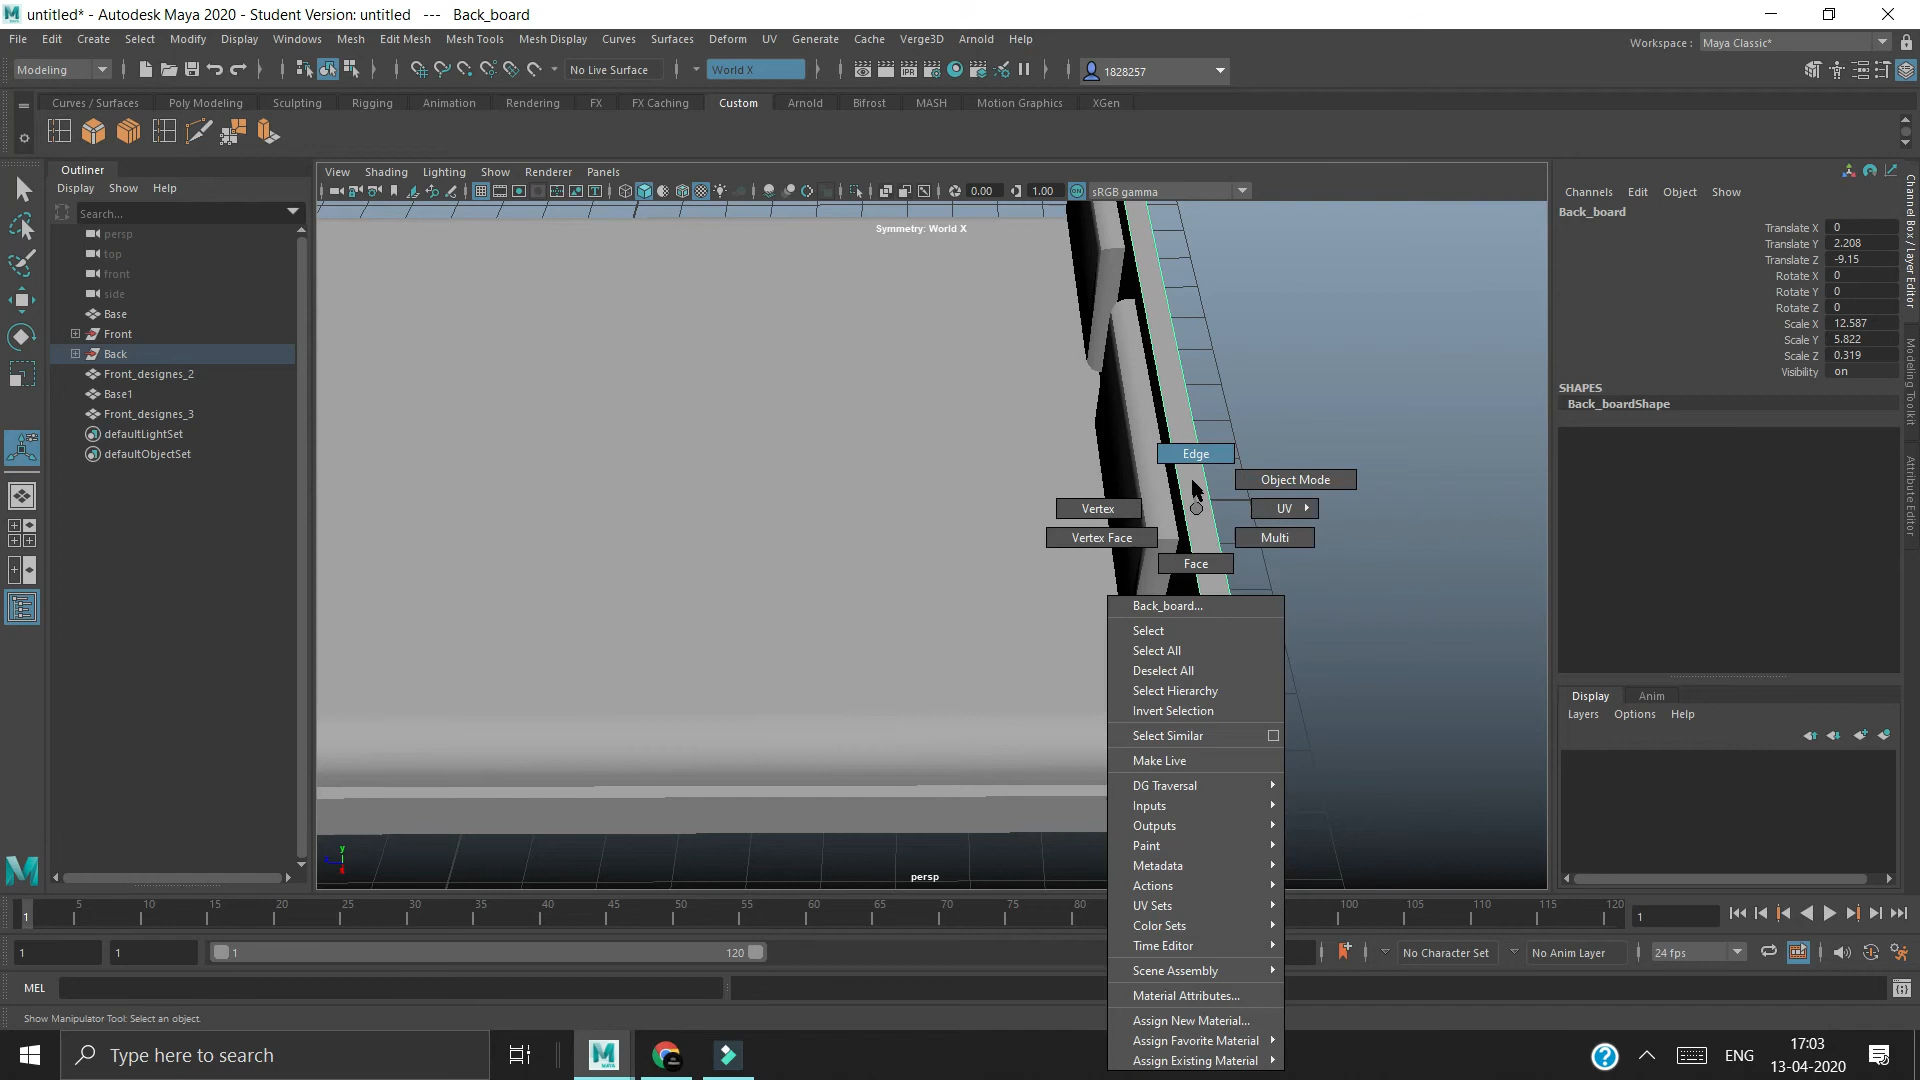 untitled* - Autodesk Maya 2020 - Student Version: untitled --- Back_board
File Edit Create Select Modify Display Windows Mesh Edit Mesh Mesh Tools Mesh Display Curves Surfaces Deform UV Generate Cache Verge3D Arnold Help
Workspace : Maya Classic*
Modeling
No Live Surface
World X
1828257
Curves / Surfaces Poly Modeling Sculpting Rigging Animation Rendering FX FX Caching Custom Arnold Bifrost MASH Motion Graphics XGen
Outliner
Display Show Help
Search...
persp
top
front
side
Base
Front
Back
Front_designes_2
Base1
Front_designes_3
defaultLightSet
defaultObjectSet
View Shading Lighting Show Renderer Panels
0.00
1.00
ON
sRGB gamma
Symmetry: World X
Edge
Object Mode
Vertex
UV
Vertex Face
Multi
Face
Back_board...
Select
Select All
Deselect All
Select Hierarchy
Invert Selection
Select Similar
Make Live
DG Traversal
Inputs
Outputs
Paint
Metadata
Actions
UV Sets
Color Sets
Time Editor
Scene Assembly
Material Attributes...
Assign New Material...
Assign Favorite Material
Assign Existing Material
y
persp
Channels Edit Object Show
Back_board
Translate X 0
Translate Y 2.208
Translate Z -9.15
Rotate X 0
Rotate Y 0
Rotate Z 0
Scale X 12.587
Scale Y 5.822
Scale Z 0.319
Visibility on
SHAPES
Back_boardShape
Channel Box / Layer Editor
Modeling Toolkit
Attribute Editor
Display Anim
Layers Options Help
1 5 10 15 20 25 30 35 40 45 50 55 60 65 70 75 80 100 105 110 115 120
1
1 1 1 120
No Character Set
No Anim Layer
24 fps
MEL
Show Manipulator Tool: Select an object.
Type here to search
MAYA
ENG
17:03
13-04-2020